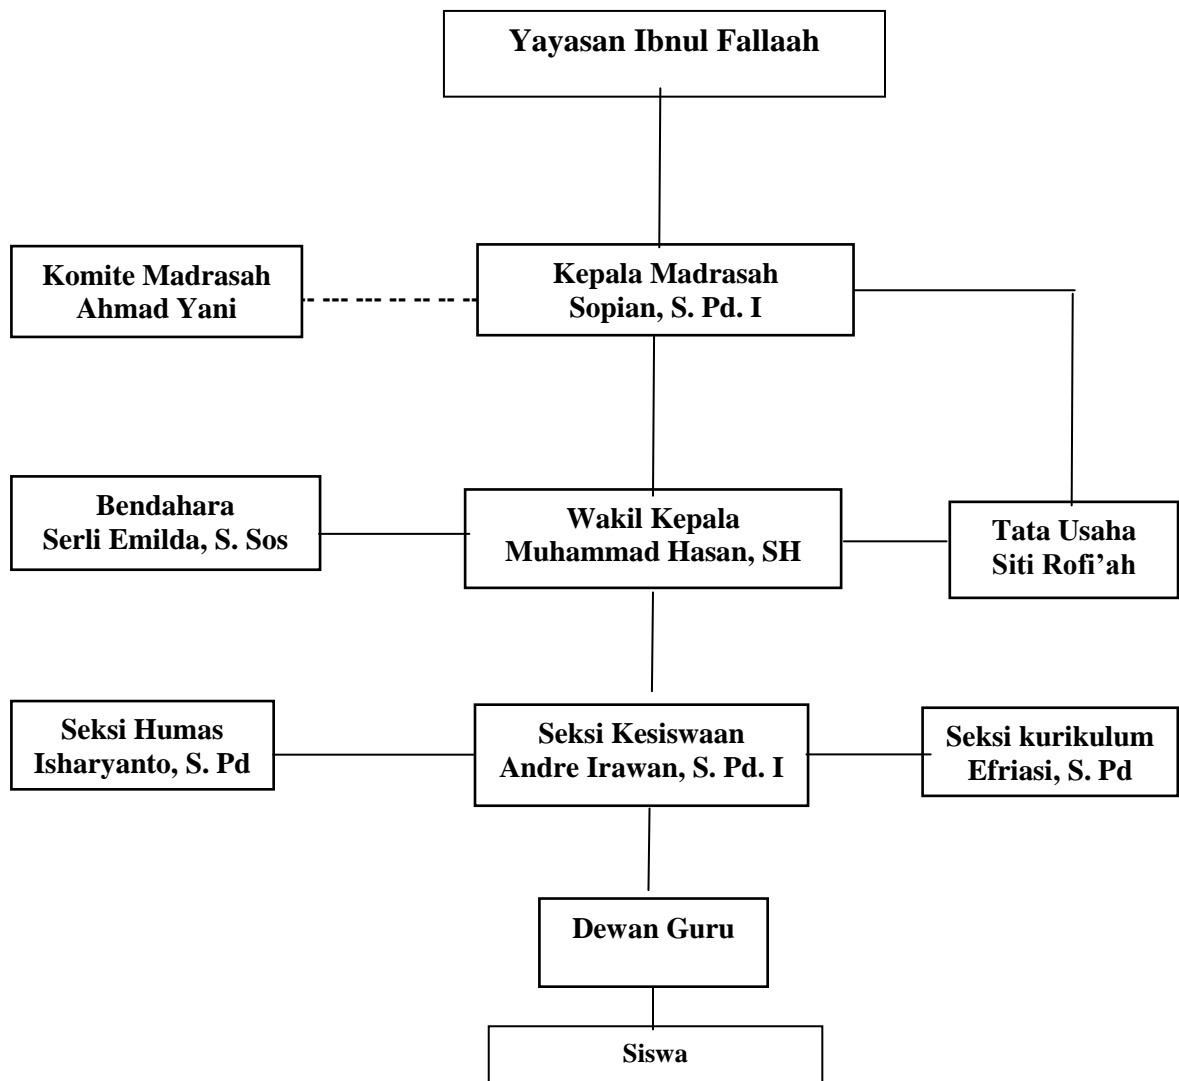 Yayasan Ibnul Fallaah
Komite Madrasah
Ahmad Yani
Kepala Madrasah
Sopian, S. Pd. I
Bendahara
Serli Emilda, S. Sos
Wakil Kepala
Muhammad Hasan, SH
Tata Usaha
Siti Rofi’ah
Seksi Humas
Isharyanto, S. Pd
Seksi Kesiswaan
Andre Irawan, S. Pd. I
Seksi kurikulum
Efriasi, S. Pd
Dewan Guru
Siswa